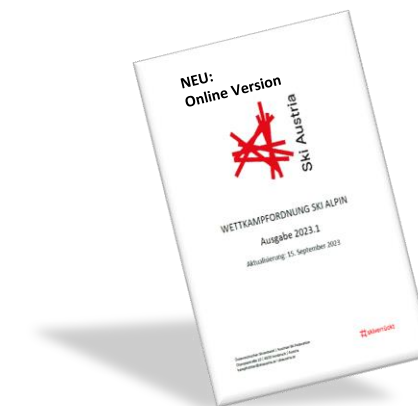 NEU:
Online Version
Ski Austria
WETTKAMPFORDNUNG SKI ALPIN
Ausgabe 2023.1
Aktualisierung: 15. September 2023